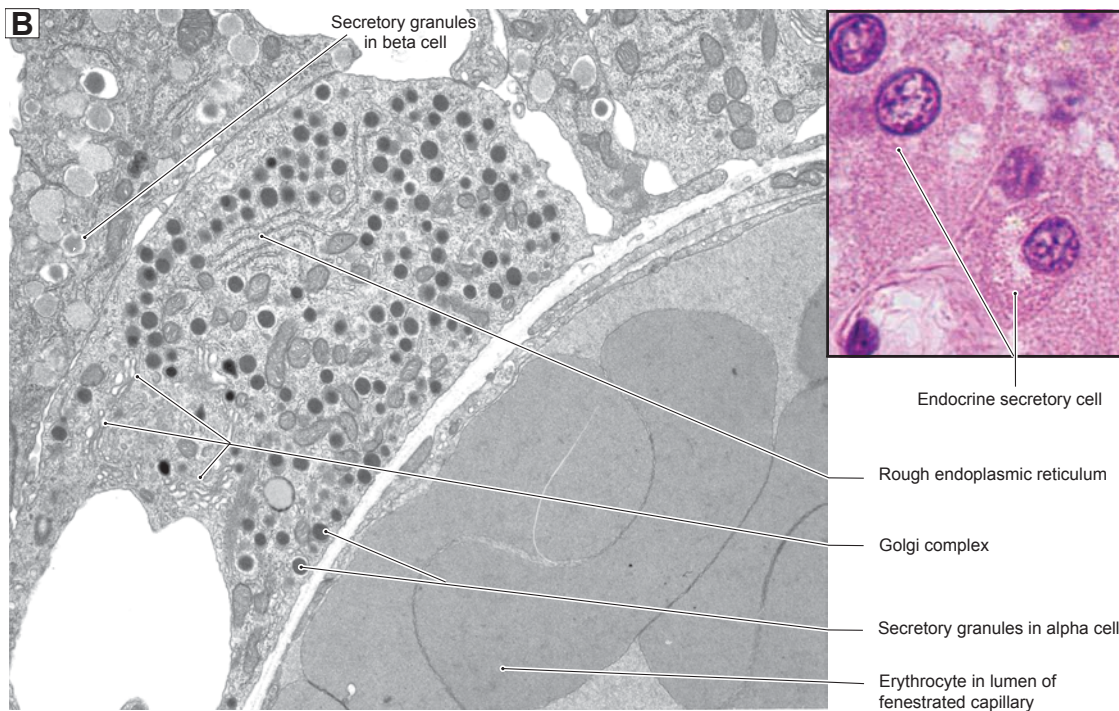 B
Secretory granules
in beta cell
Endocrine secretory cell
Rough endoplasmic reticulum
Golgi complex
Secretory granules in alpha cell
Erythrocyte in lumen of
fenestrated capillary